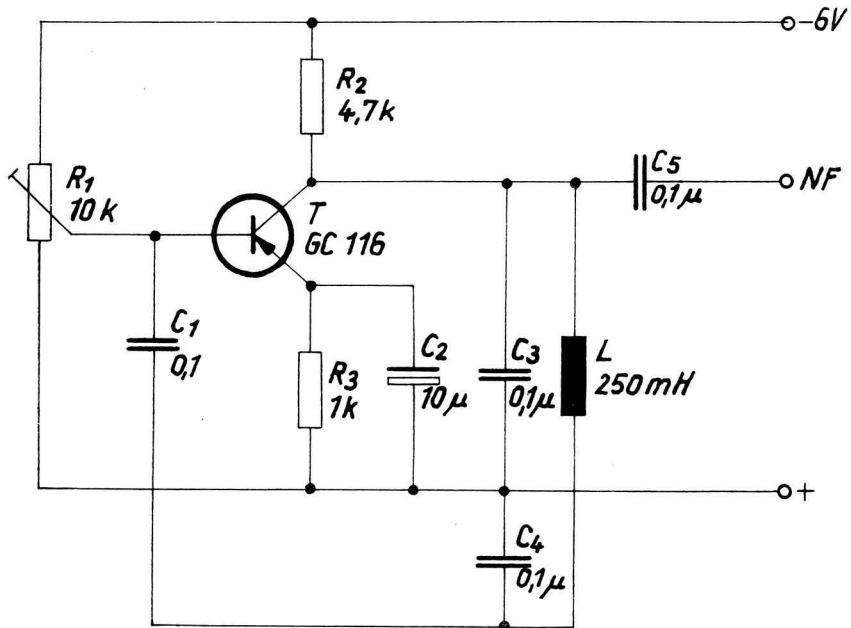 -6V
R2
4,7k
R1
10k
C5
0,1µ
NF
T
GC 116
C1
0,1
R3
1k
C2
10µ
C3
0,1µ
L
250mH
+
C4
0,1µ